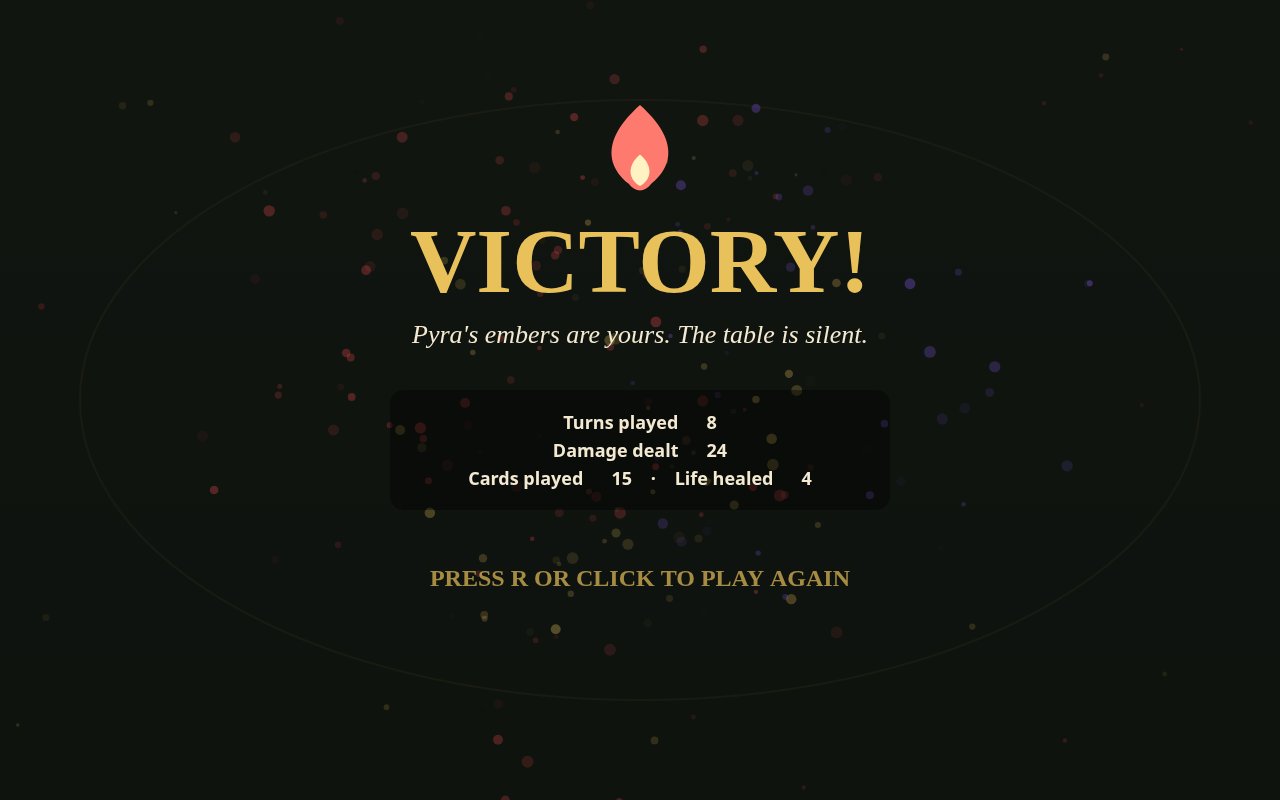 VICTORY!
Pyra's embers are yours. The table is silent.
Turns played 8
Damage dealt 24
Cards played 15 · Life healed 4
PRESS R OR CLICK TO PLAY AGAIN